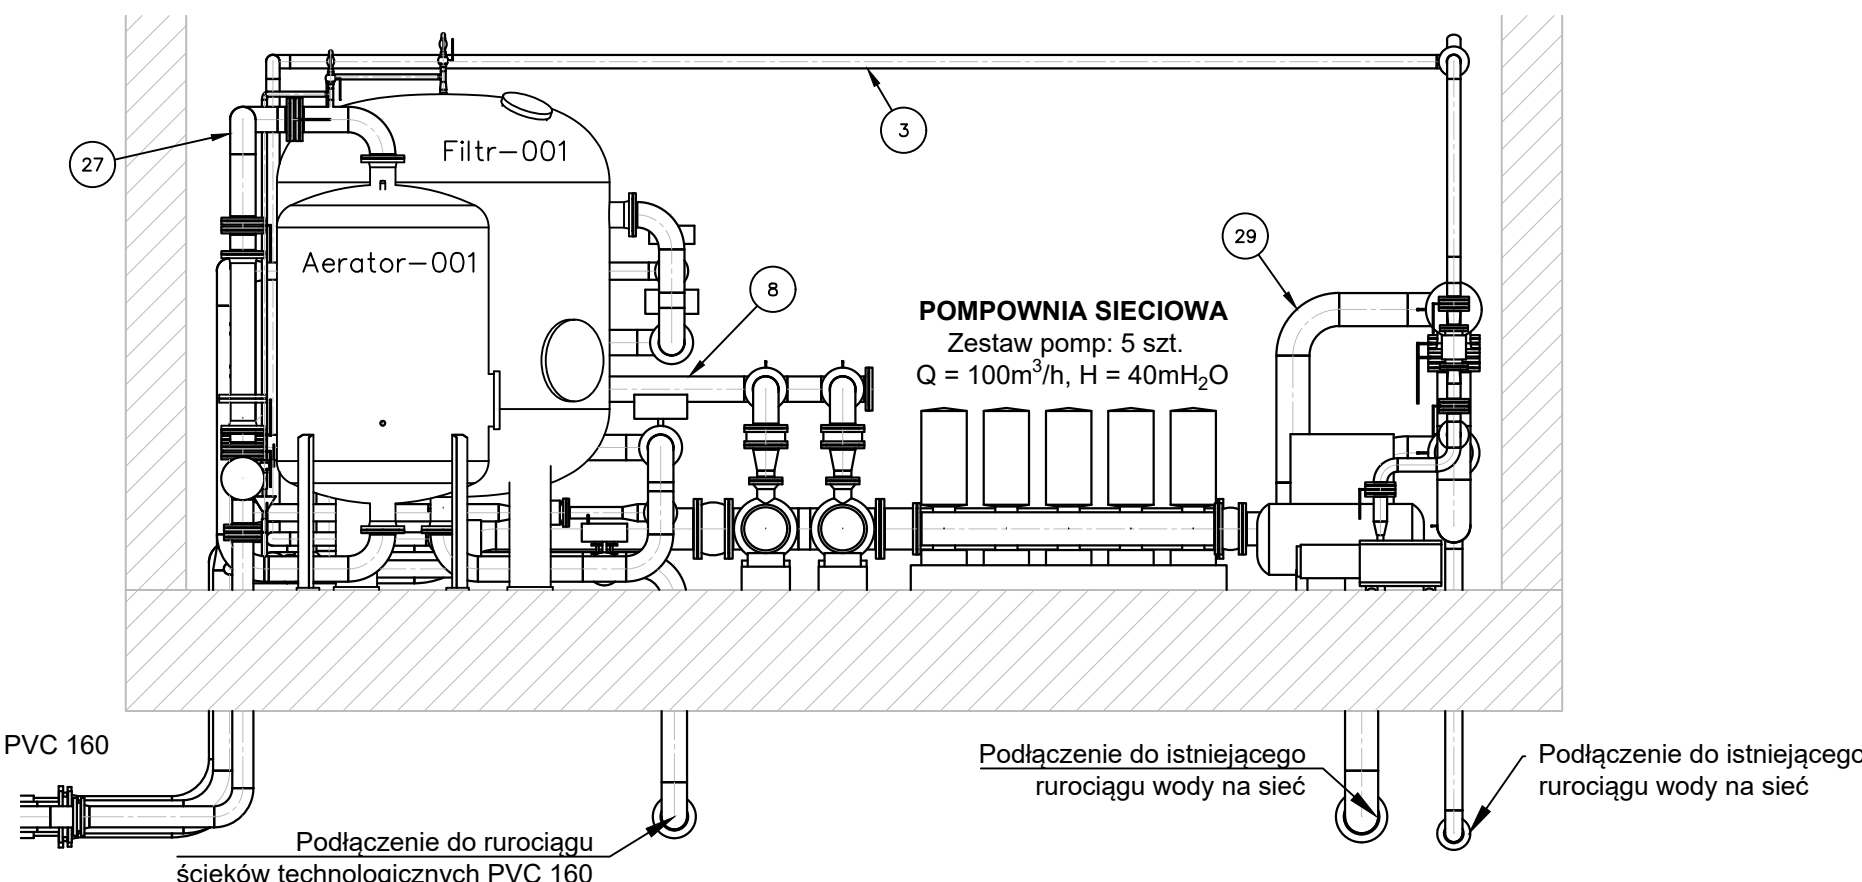 3
27
Filtr-001
Aerator-001
29
8
POMPOWNIA SIECIOWA
Zestaw pomp: 5 szt.
Q = 100m³/h, H = 40mH₂O
PVC 160
Podłączenie do istniejącego
rurociągu wody na sieć
Podłączenie do istniejącego
rurociągu wody na sieć
Podłączenie do rurociągu
ścieków technologicznych PVC 160